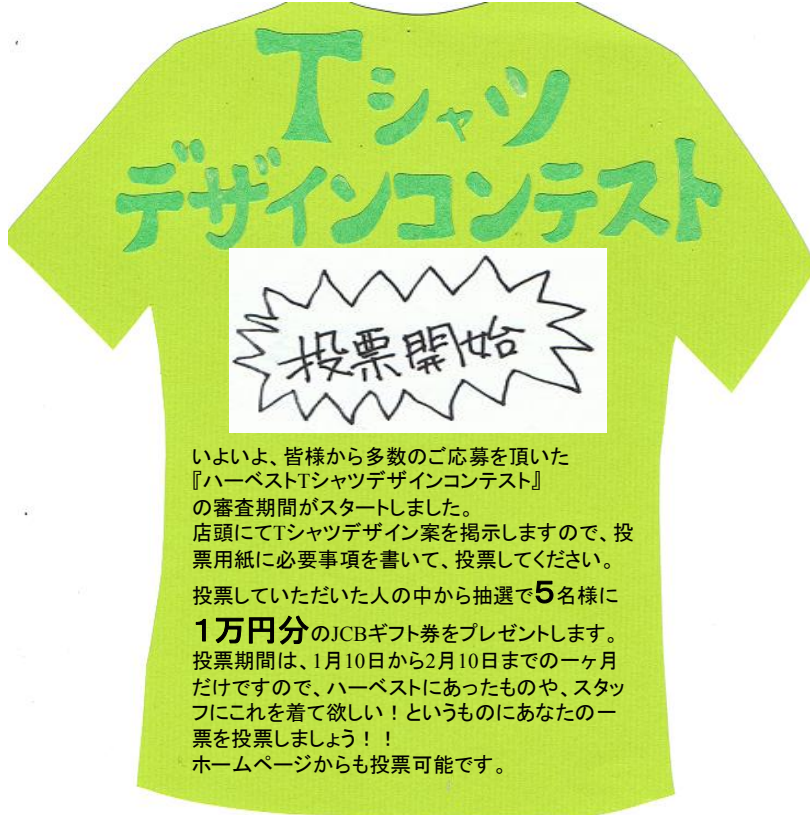 Tシャツ
デザインコンテスト
投票開始
いよいよ、皆様から多数のご応募を頂いた
『ハーベストTシャツデザインコンテスト』
の審査期間がスタートしました。
店頭にてTシャツデザイン案を掲示しますので、投
票用紙に必要事項を書いて、投票してください。
投票していただいた人の中から抽選で5名様に
1万円分のJCBギフト券をプレゼントします。
投票期間は、1月10日から2月10日までの一ヶ月
だけですので、ハーベストにあったものや、スタッ
フにこれを着て欲しい！というものにあなたの一
票を投票しましょう！！
ホームページからも投票可能です。